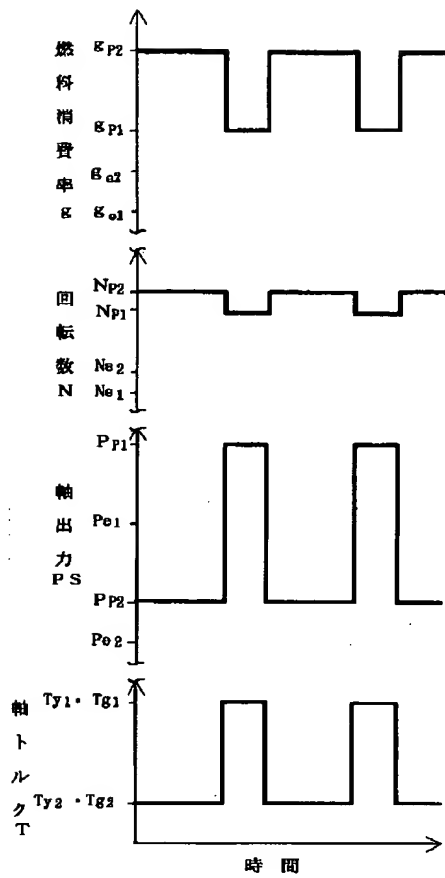 燃料消費率 g
gP2
gP1
ge2
ge1
回転数 N
NP2
NP1
Ne2
Ne1
軸出力 PS
PP1
Pe1
PP2
Pe2
軸トルク T
Ty1・Tg1
Ty2・Tg2
時間